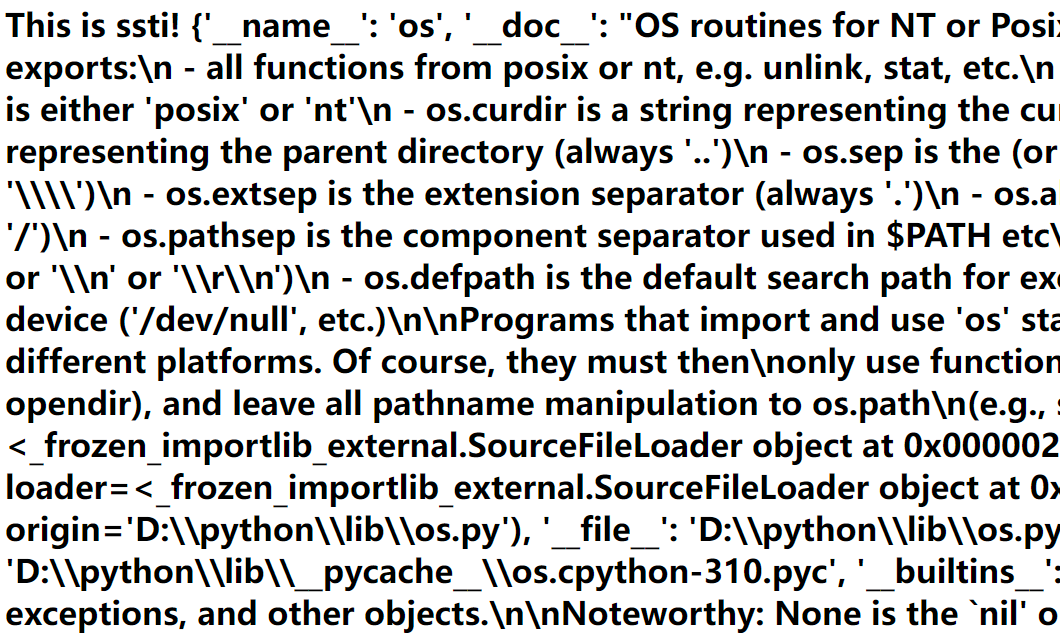 This is ssti! {'__name__': 'os', '__doc__': "OS routines for NT or Posix
exports:\n - all functions from posix or nt, e.g. unlink, stat, etc.\n
is either 'posix' or 'nt'\n - os.curdir is a string representing the cur
representing the parent directory (always '..')\n - os.sep is the (or
'\\\\')\n - os.extsep is the extension separator (always '.')\n - os.a
'/')\n - os.pathsep is the component separator used in $PATH etc\
or '\\n' or '\\r\\n')\n - os.defpath is the default search path for exe
device ('/dev/null', etc.)\n\nPrograms that import and use 'os' sta
different platforms. Of course, they must then\nonly use function
opendir), and leave all pathname manipulation to os.path\n(e.g., s
<_frozen_importlib_external.SourceFileLoader object at 0x000002
loader=<_frozen_importlib_external.SourceFileLoader object at 0x
origin='D:\\python\\lib\\os.py'), '__file__': 'D:\\python\\lib\\os.py
'D:\\python\\lib\\__pycache__\\os.cpython-310.pyc', '__builtins__':
exceptions, and other objects.\n\nNoteworthy: None is the `nil' o